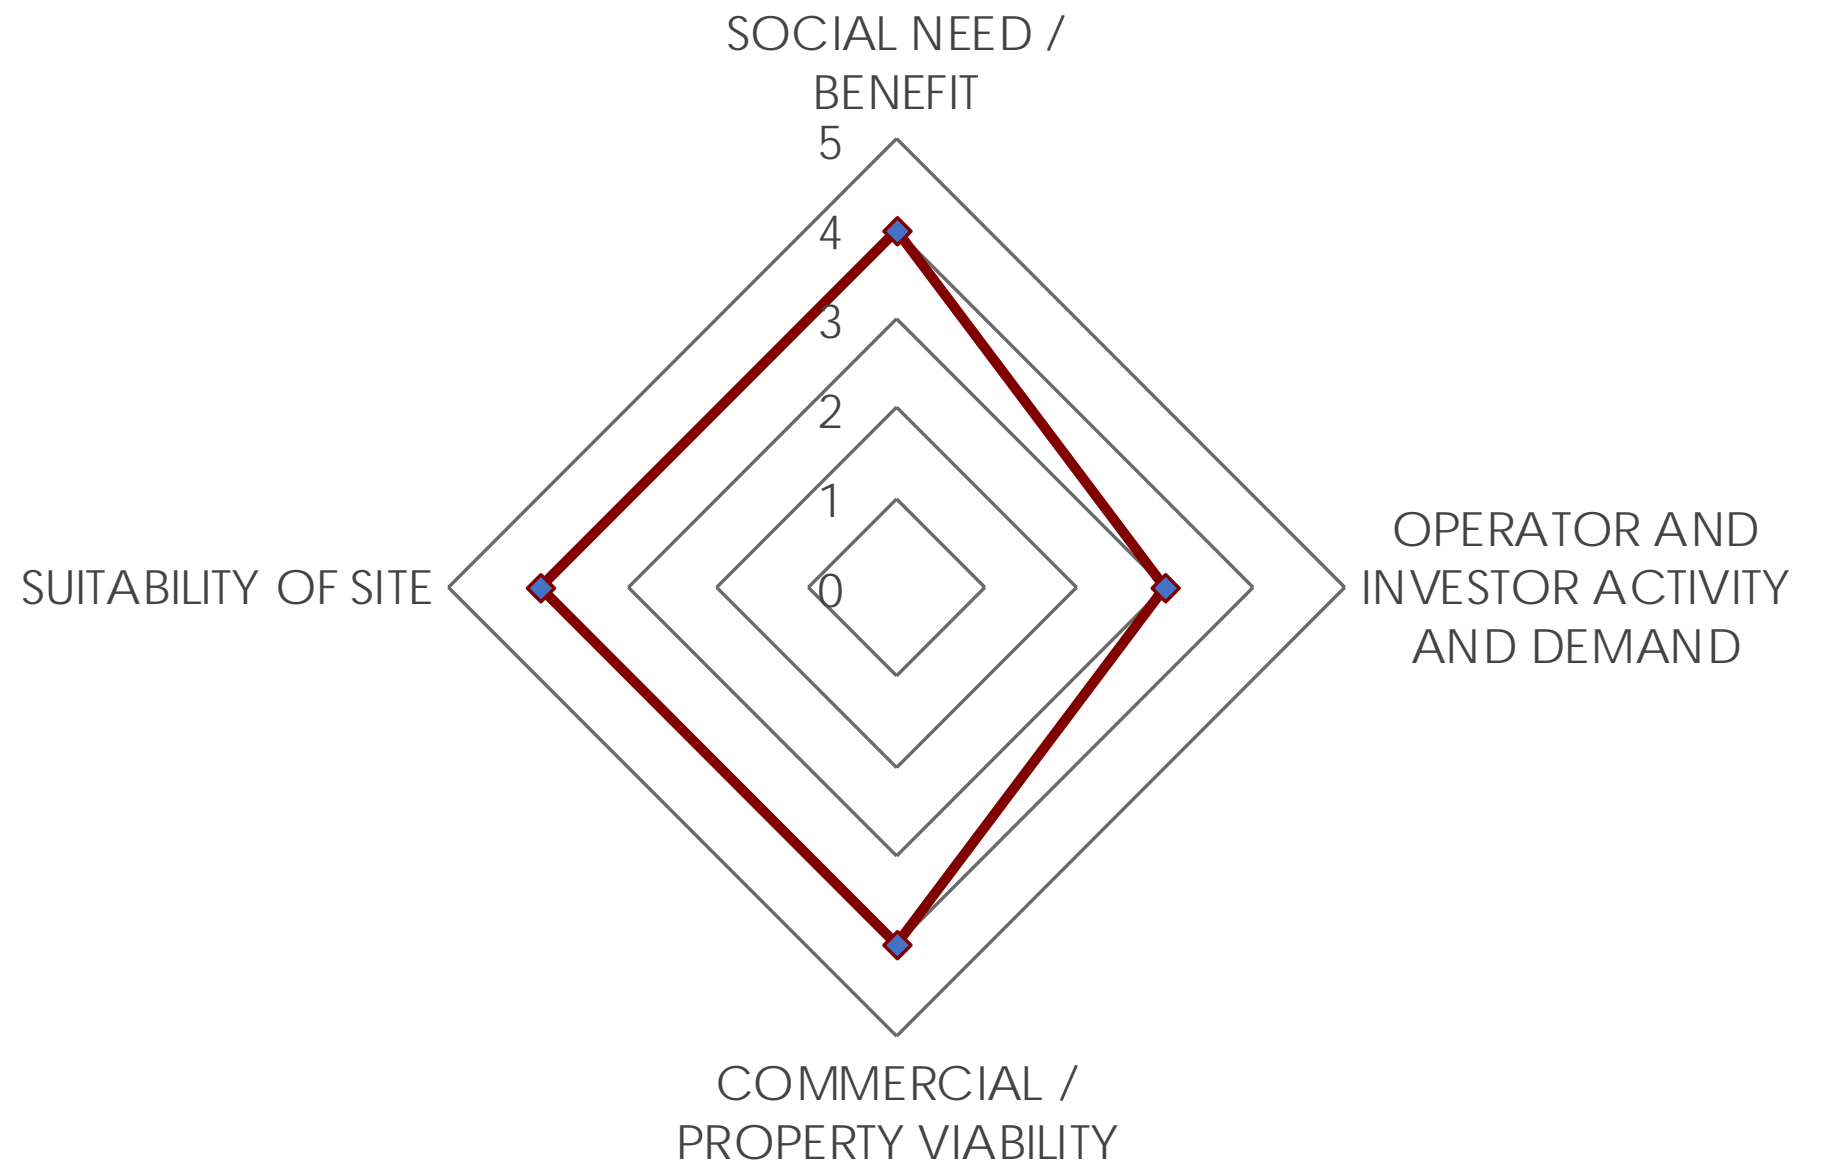 SOCIAL NEED /
BENEFIT
5
4
3
2
1
0
OPERATOR AND
INVESTOR ACTIVITY
AND DEMAND
SUITABILITY OF SITE
COMMERCIAL /
PROPERTY VIABILITY